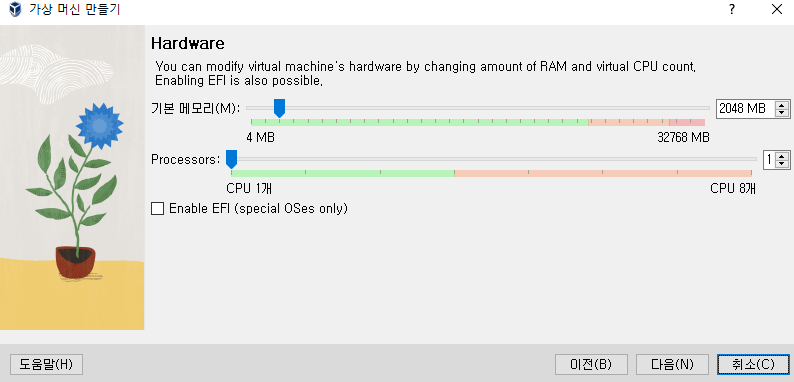 가상 머신 만들기
Hardware
You can modify virtual machine's hardware by changing amount of RAM and virtual CPU count.
Enabling EFI is also possible.
기본 메모리(M): 2048 MB
4 MB 32768 MB
Processors: 1
CPU 1개 CPU 8개
Enable EFI (special OSes only)
도움말(H) 이전(B) 다음(N) 취소(C)